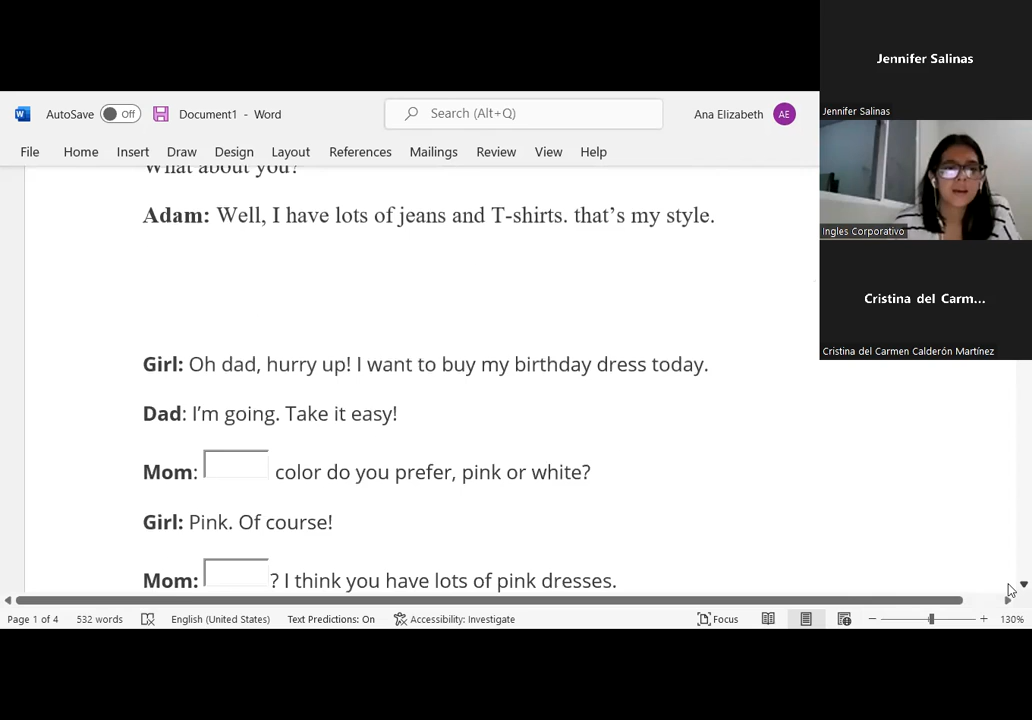 Jennifer Salinas
Jennifer Salinas
AutoSave Off Document1 - Word Search (Alt+Q) Ana Elizabeth AE
File Home Insert Draw Design Layout References Mailings Review View Help
What about you?
Adam: Well, I have lots of jeans and T-shirts. that’s my style.
Ingles Corporativo
Cristina del Carm...
Cristina del Carmen Calderón Martínez
Girl: Oh dad, hurry up! I want to buy my birthday dress today.
Dad: I’m going. Take it easy!
Mom: color do you prefer, pink or white?
Girl: Pink. Of course!
Mom: ? I think you have lots of pink dresses.
Page 1 of 4 532 words English (United States) Text Predictions: On Accessibility: Investigate Focus 130%